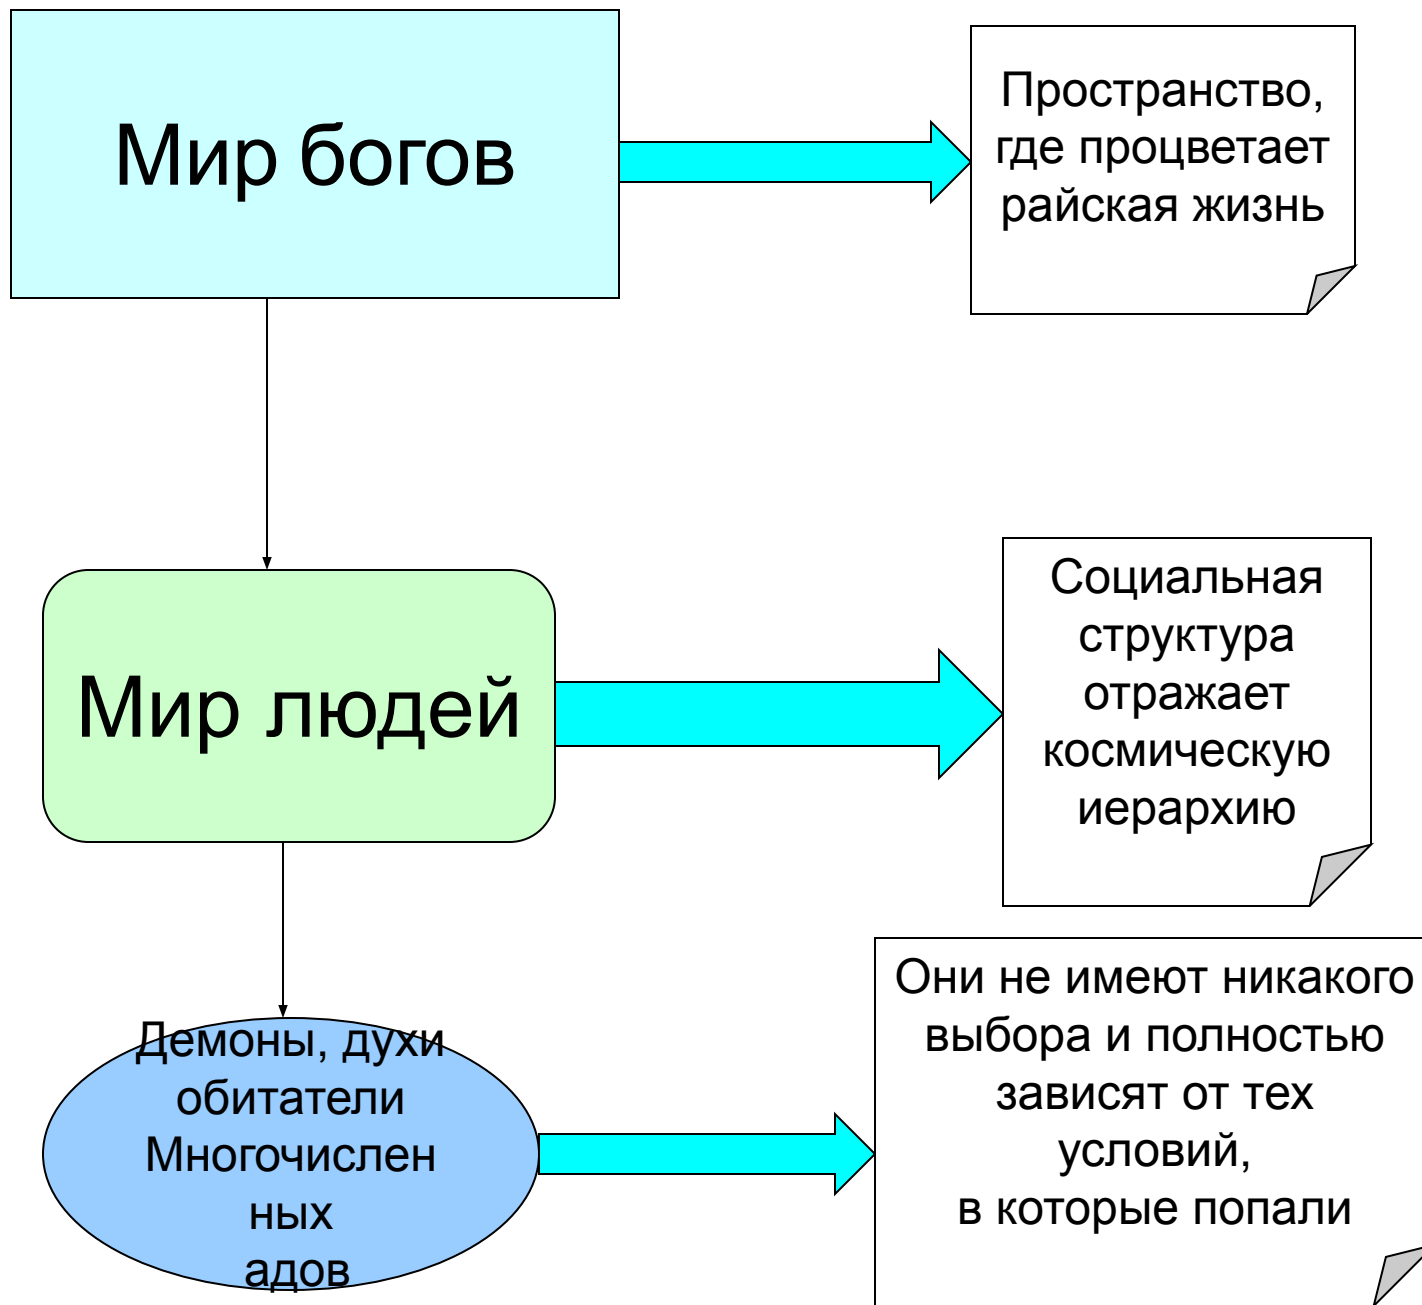 Мир богов
Пространство,
где процветает
райская жизнь
Мир людей
Социальная
структура
отражает
космическую
иерархию
Демоны, духи
обитатели
Многочислен
ных
адов
Они не имеют никакого
выбора и полностью
зависят от тех
условий,
в которые попали